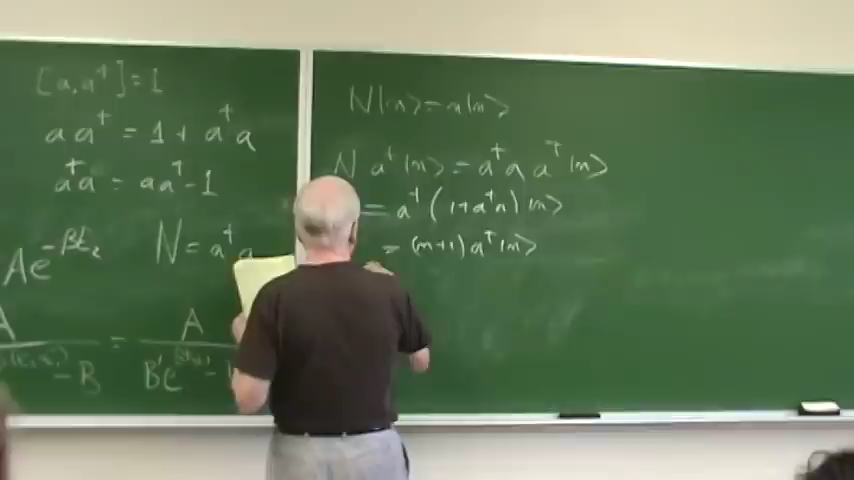 [a, a†] = 1
a a† = 1 + a† a
a† a = a a† - 1
N = a† a
A e^{-βE₂}
A
- B
=
A
B' e
N|n> = n|n>
N a†|n> = a† a a†|n>
= a† (1 + a† a) |n>
= (n+1) a†|n>